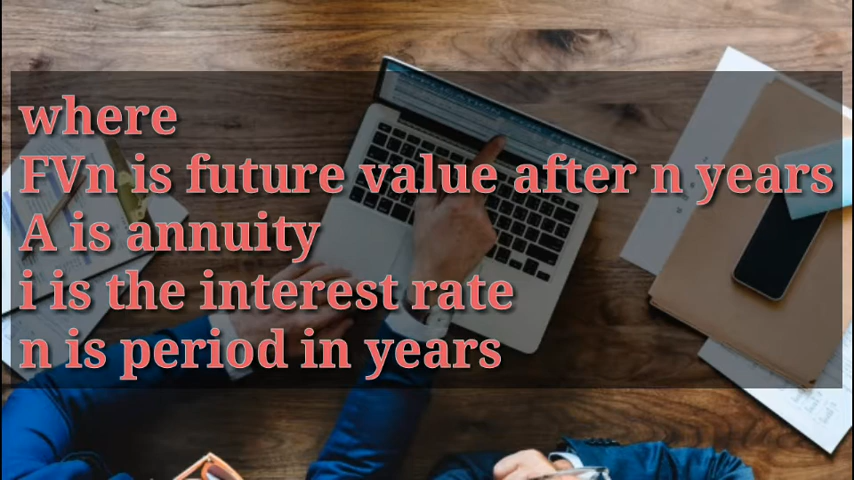 where
FVn is future value after n years
A is annuity
i is the interest rate
n is period in years